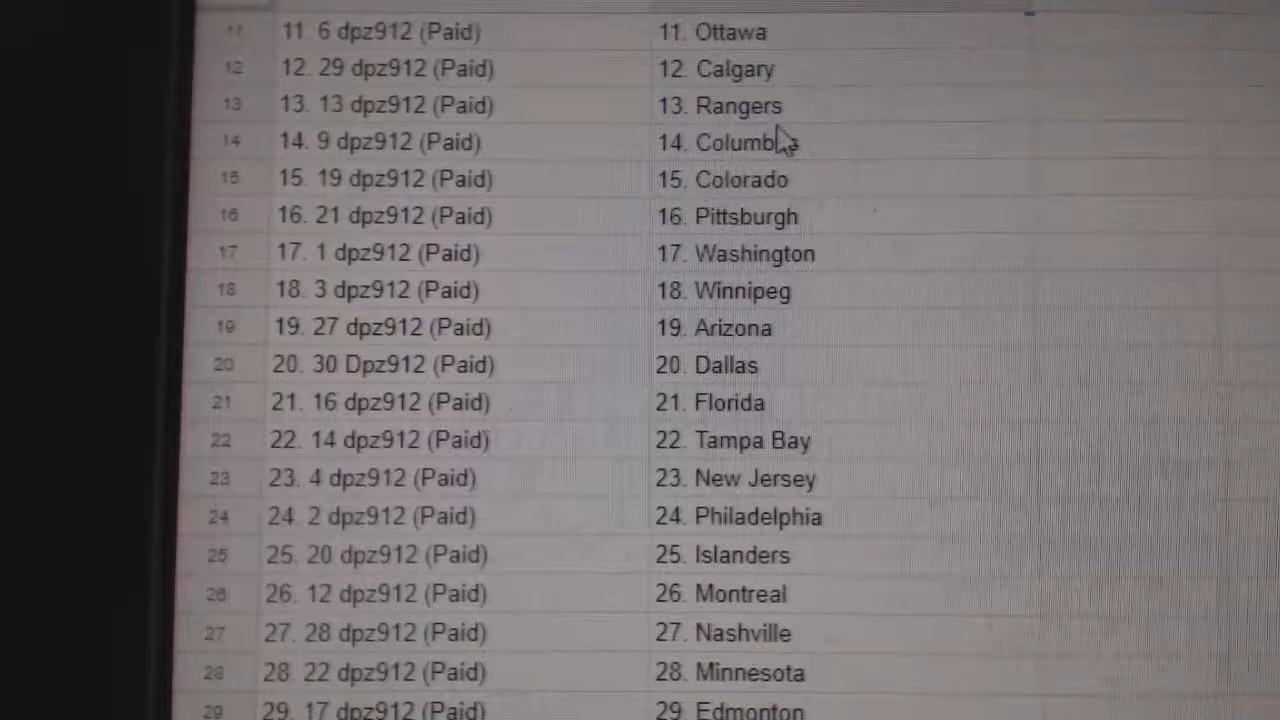 11 11. 6 dpz912 (Paid) 11. Ottawa
12 12. 29 dpz912 (Paid) 12. Calgary
13 13. 13 dpz912 (Paid) 13. Rangers
14 14. 9 dpz912 (Paid) 14.
15 15. 19 dpz912 (Paid) 15. Colorado
16 16. 21 dpz912 (Paid) 16. Pittsburgh
17 17. 1 dpz912 (Paid) 17. Washington
18 18. 3 dpz912 (Paid) 18. Winnipeg
19 19. 27 dpz912 (Paid) 19. Arizona
20 20. 30 Dpz912 (Paid) 20. Dallas
21 21. 16 dpz912 (Paid) 21. Florida
22 22. 14 dpz912 (Paid) 22. Tampa Bay
23 23. 4 dpz912 (Paid) 23. New Jersey
24 24. 2 dpz912 (Paid) 24. Philadelphia
25 25. 20 dpz912 (Paid) 25. Islanders
26 26. 12 dpz912 (Paid) 26. Montreal
27 27. 28 dpz912 (Paid) 27. Nashville
28 28. 22 dpz912 (Paid) 28. Minnesota
29 29. 17 dpz912 (Paid) 29. Edmonton